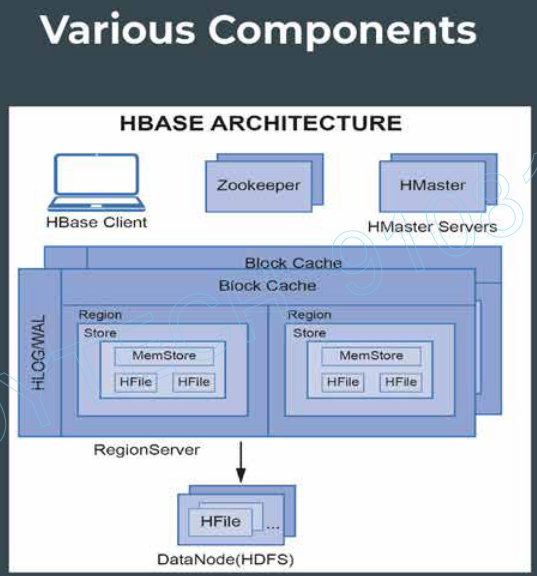 Various Components
HBASE ARCHITECTURE
Zookeeper
HMaster
HBase Client
HMaster Servers
Block Cache
Block Cache
HLOG/WAL
Region
Region
Store
Store
MemStore
MemStore
HFile HFile
HFile HFile
RegionServer
HFile
...
DataNode(HDFS)